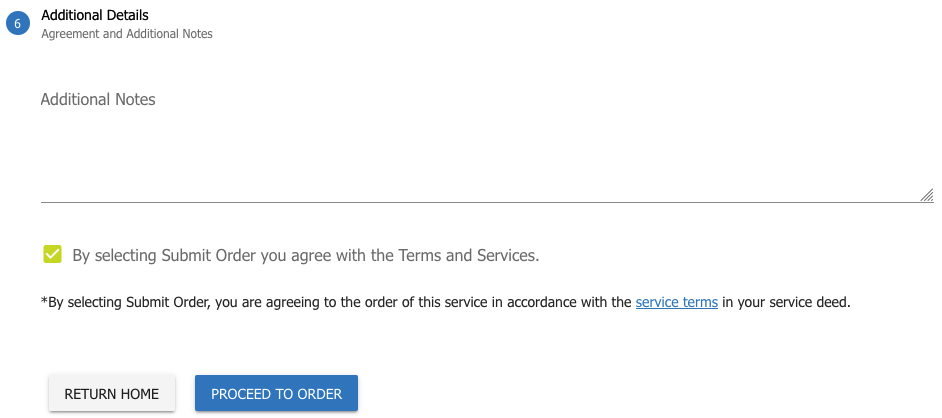 6
Additional Details
Agreement and Additional Notes
Additional Notes
By selecting Submit Order you agree with the Terms and Services.
*By selecting Submit Order, you are agreeing to the order of this service in accordance with the service terms in your service deed.
RETURN HOME
PROCEED TO ORDER